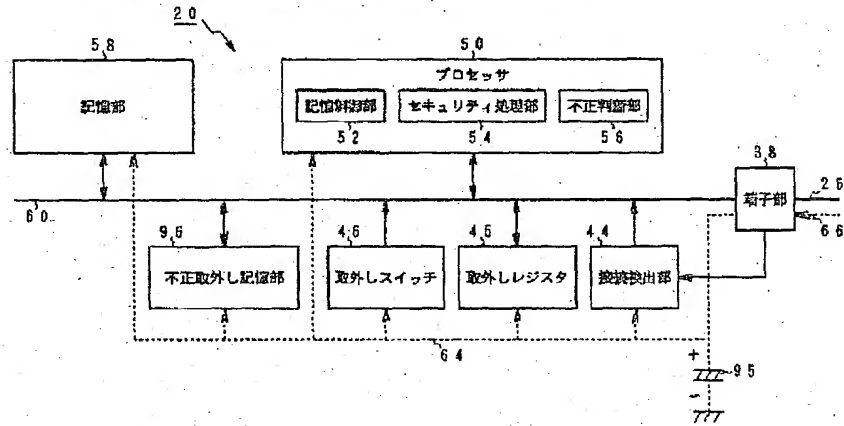 20
58
50
プロセッサ
記憶部
記憶制御部
セキュリティ処理部
不正判断部
52
54
56
38
26
端子部
60
66
96
46
45
44
不正取外し記憶部
取外しスイッチ
取外しレジスタ
接続検出部
64
+
95
-